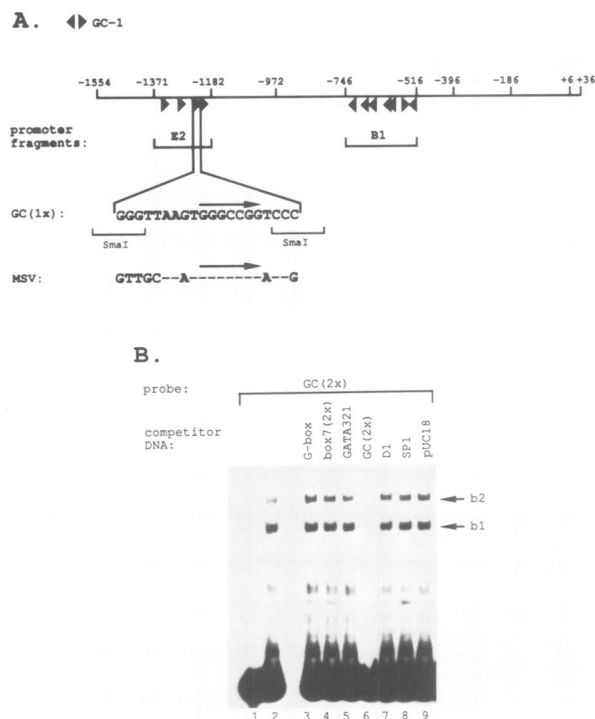 A. GC-1
-1554 -1371 -1182 -972 -746 -516 -396 -186 +6 +36
promoter
fragments:
E2 B1
GC(1x): GGGTTAAGTGGGCCGGTCCC
SmaI SmaI
MSV: GTTGC--A---------A--G
B.
probe: GC(2x)
competitor
DNA:
G-box
box7(2x)
GATA321
GC(2x)
D1
SP1
pUC18
b2
b1
1 2 3 4 5 6 7 8 9